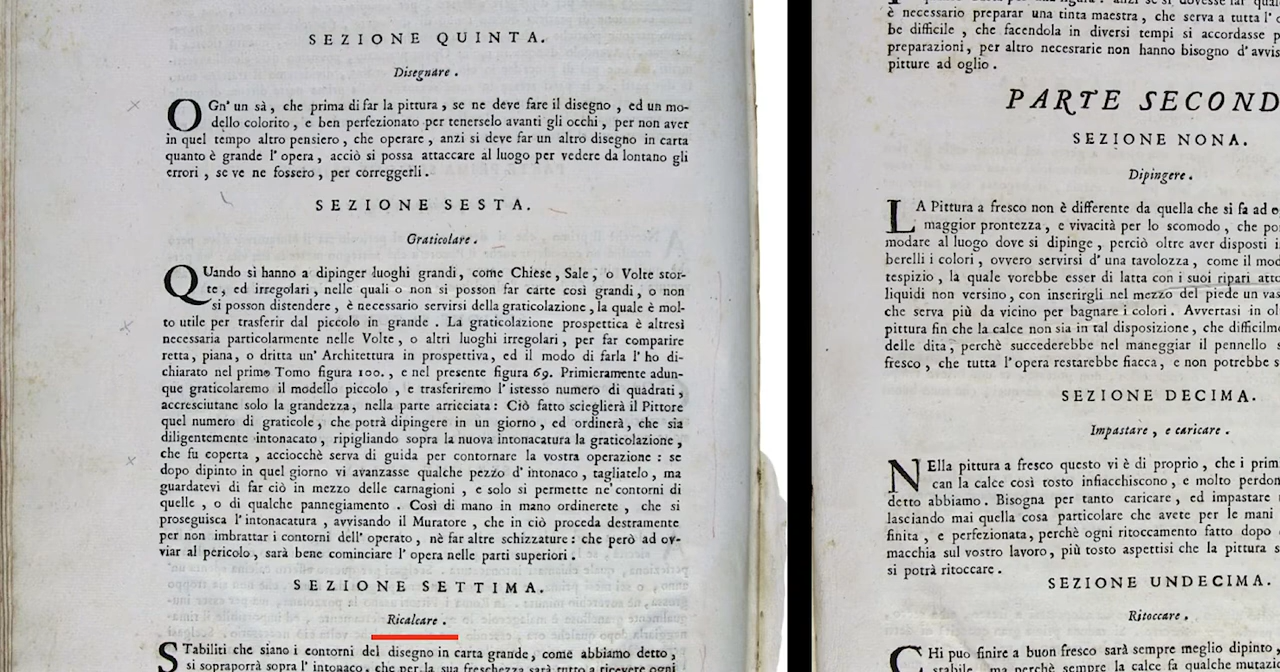 SEZIONE QUINTA.
Disegnare.
OGn' un sà, che prima di far la pittura, se ne deve fare il disegno, ed un mo-
dello colorito, e ben perfezionato per tenerselo avanti gli occhi, per non aver
in quel tempo altro pensiero, che operare, anzi si deve far un altro disegno in carta
quanto è grande l'opera, acciò si possa attaccare al luogo per vedere da lontano gli
errori, se ve ne fossero, per correggerli.
SEZIONE SESTA.
Graticolare.
QUando si hanno a dipinger luoghi grandi, come Chiese, Sale, o Volte stor-
te, ed irregolari, nelle quali o non si posson far carte così grandi, o non
si posson distendere, è necessario servirsi della graticolazione, la quale è mol-
to utile per trasferir dal piccolo in grande. La graticolazione prospettica è altresì
necessaria particolarmente nelle Volte, o altri luoghi irregolari, per far comparire
retta, piana, o dritta un' Architettura in prospettiva, ed il modo di farla l' ho di-
chiarato nel primo Tomo figura 100., e nel presente figura 69. Primieramente adun-
que graticolaremo il modello piccolo, e trasferiremo l' istesso numero di quadrati,
accresciutane solo la grandezza, nella parte arricciata: Ciò fatto scieglierà il Pittore
quel numero di graticole, che potrà dipingere in un giorno, ed ordinerà, che sia
diligentemente intonacato, ripigliando sopra la nuova intonacatura la graticolazione,
che fu coperta, acciocchè serva di guida per contornare la vostra operazione: se
dopo dipinto in quel giorno vi avanzasse qualche pezzo d' intonaco, tagliatelo, ma
guardatevi di far ciò in mezzo delle carnagioni, e solo si permette ne' contorni di
quelle, o di qualche pannegiamento. Così di mano in mano ordinerete, che si
proseguisca l' intonacatura, avvisando il Muratore, che in ciò proceda destramente
per non imbrattar i contorni dell' operato, nè far altre schizzature: che però ad ov-
viar al pericolo, sarà bene cominciare l' opera nelle parti superiori.
SEZIONE SETTIMA.
Ricalcare.
STabiliti che siano i contorni del disegno in carta grande, come abbiamo detto,
si sopraporrà sopra l' intonaco, che per la sua freschezza sarà tutto a ricevere ogni
è necessario preparar una tinta maestra, che serva a tutta l'
be difficile, che facendola in diversi tempi si accordasse
preparazioni, per altro necesrarie non hanno bisogno d'
pitture ad oglio.
PARTE SECOND
SEZIONE NONA.
Dipingere.
LA Pittura a fresco non è differente da quella che si fa ad
maggior prontezza, e vivacità per lo scomodo, che
modare al luogo dove si dipinge, perciò oltre aver disposti
berelli i colori, ovvero servirsi d' una tavolozza, come il
tespizio, la quale vorebbe esser di latta con i suoi ripari
liquidi non versino, con inserirgli nel mezzo del piede un
che serva più da vicino per bagnare i colori. Avvertasi in
pittura fin che la calce non sia in tal disposizione, che
delle dita, perchè succederebbe nel maneggiar il pennello
fresco, che tutta l' opera restarebbe fiacca, e non potrebbe
SEZIONE DECIMA.
Impastare, e caricare.
NElla pittura a fresco questo vi è di proprio, che i
can la calce così tosto infiacchiscono, e molto
detto abbiamo. Bisogna per tanto caricare, ed impastare
lasciando mai quella cosa particolare che avete per le mani
finita, e perfezionata, perchè ogni ritoccamento fatto dopo
macchia sul vostro lavoro, più tosto aspettisi che la pittura
si potrà ritoccare.
SEZIONE UNDECIMA.
Ritoccare.
CHi può finire a buon fresco sarà sempre meglio dipinto,
stabile, ma perchè sempre la calce fa qualche